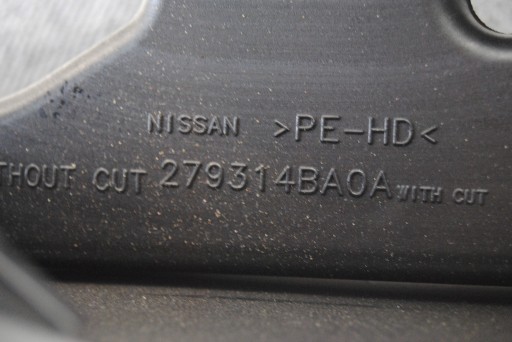 NISSAN >PE-HD<
THOUT CUT 279314BA0A WITH CUT